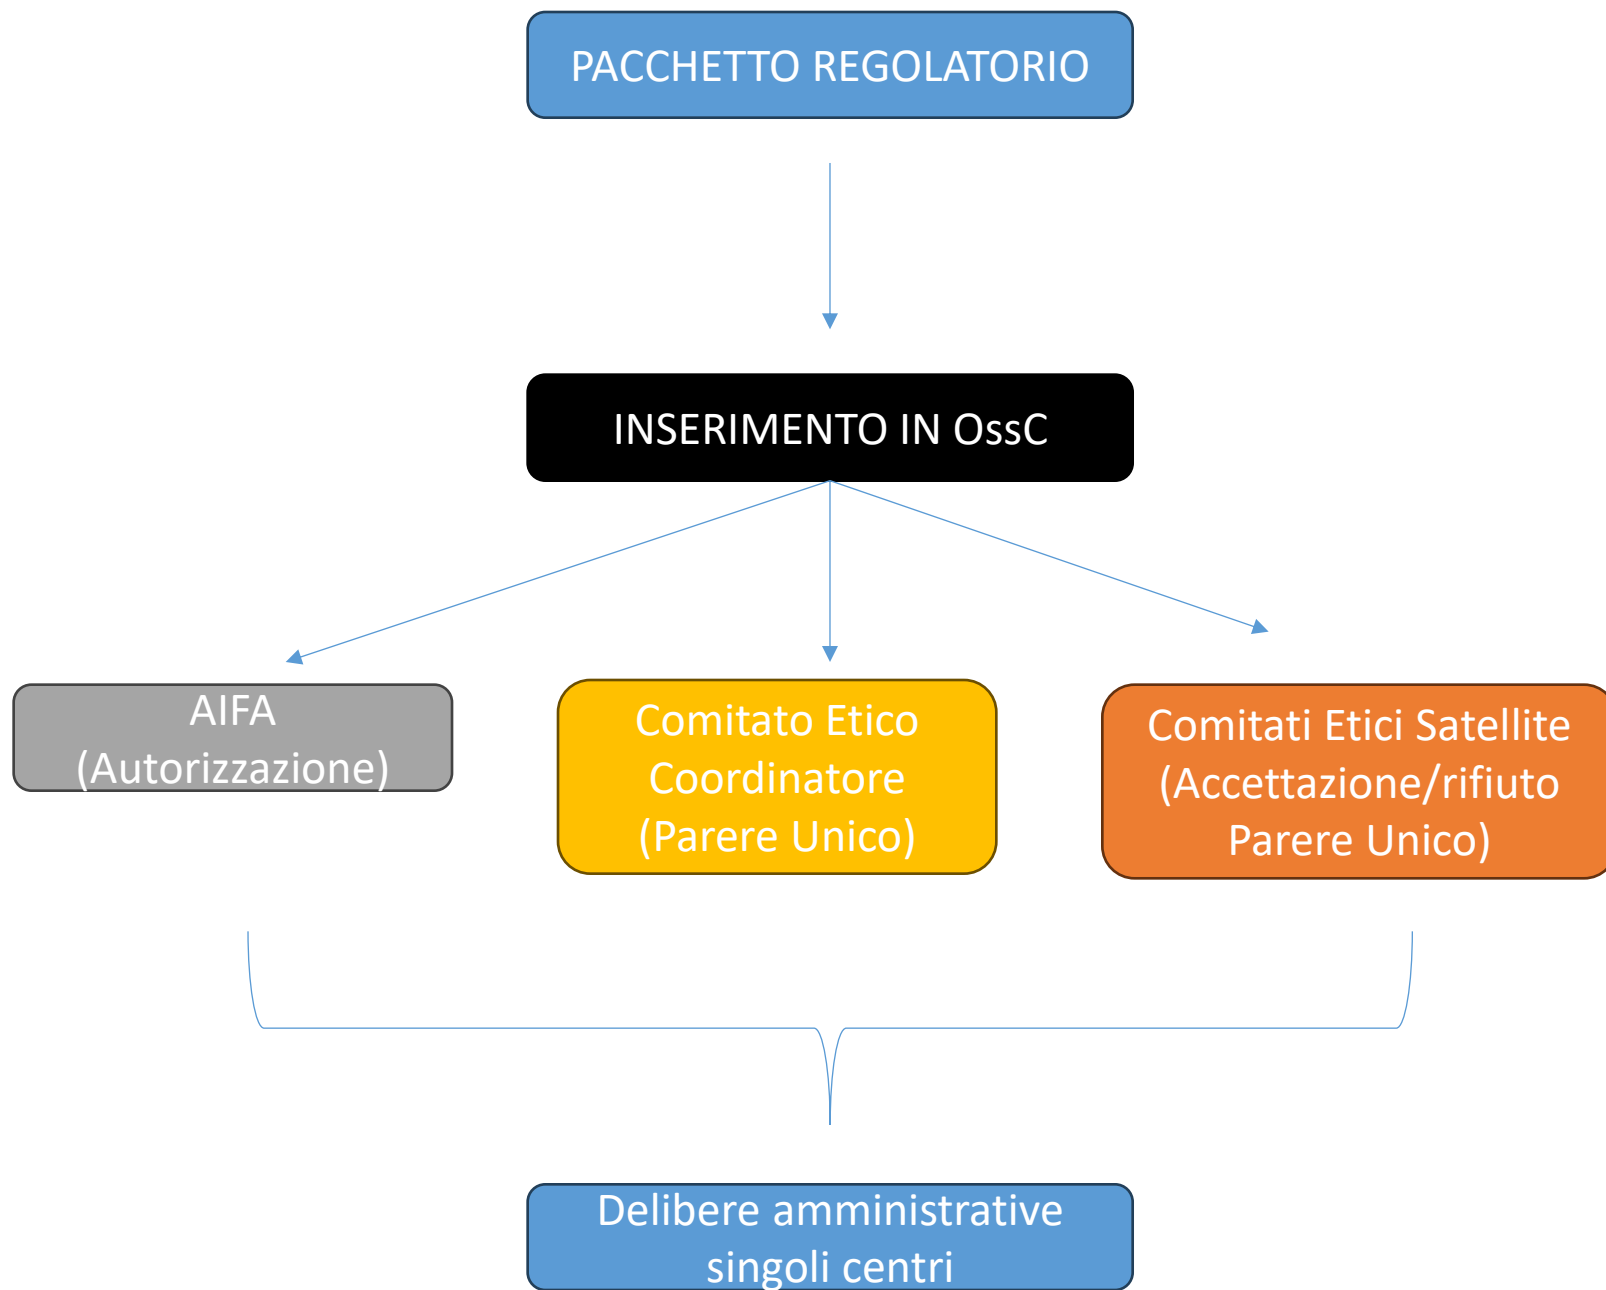 PACCHETTO REGOLATORIO
INSERIMENTO IN OssC
AIFA
(Autorizzazione)
Comitato Etico
Coordinatore
(Parere Unico)
Comitati Etici Satellite
(Accettazione/rifiuto
Parere Unico)
Delibere amministrative
singoli centri